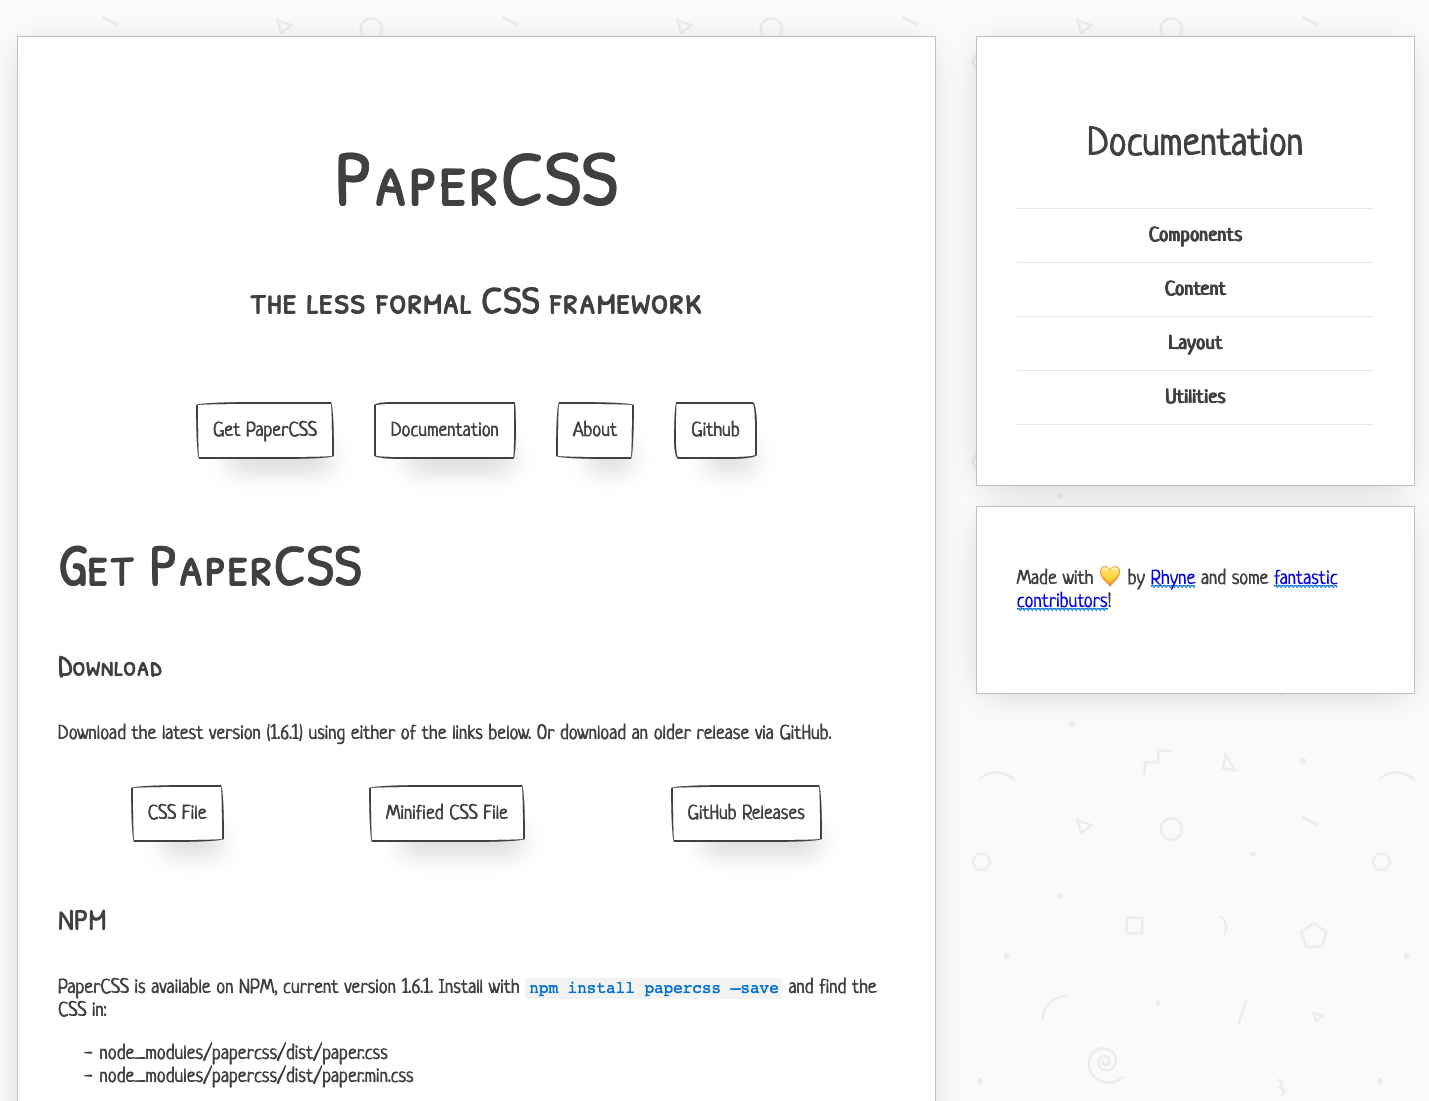 PaperCSS
the less formal CSS framework
Get PaperCSS
Documentation
About
Github
Get PaperCSS
Download
Download the latest version (1.6.1) using either of the links below. Or download an older release via GitHub.
CSS File
Minified CSS File
GitHub Releases
NPM
PaperCSS is available on NPM, current version 1.6.1. Install with npm install papercss —save and find the
CSS in:
- node_modules/papercss/dist/paper.css
- node_modules/papercss/dist/paper.min.css
Documentation
Components
Content
Layout
Utilities
Made with 💛 by Rhyne and some fantastic
contributors!